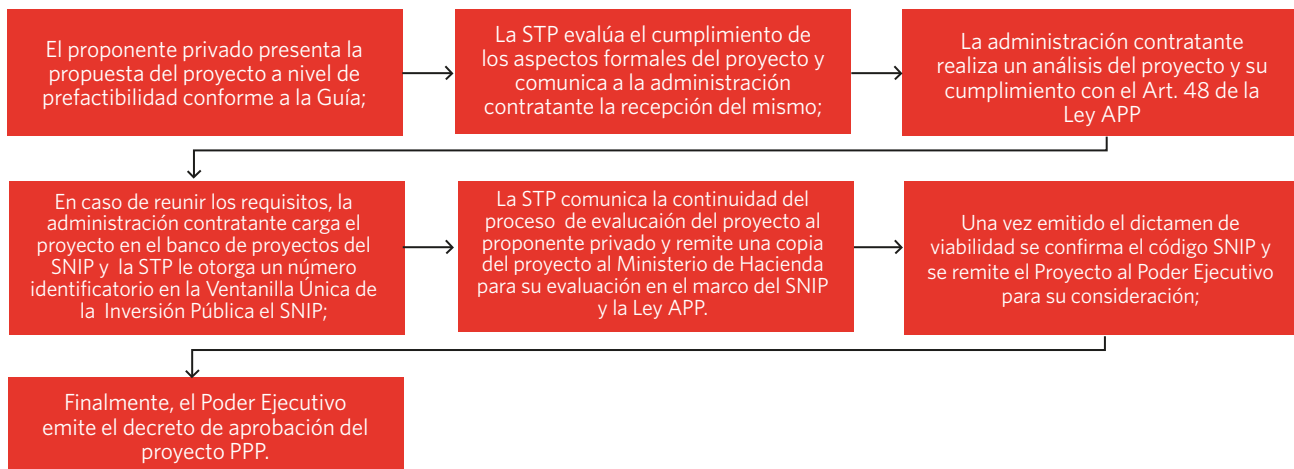 El proponente privado presenta la
propuesta del proyecto a nivel de
prefactibilidad conforme a la Guía;
La STP evalúa el cumplimiento de
los aspectos formales del proyecto y
comunica a la administración
contratante la recepción del mismo;
La administración contratante
realiza un análisis del proyecto y su
cumplimiento con el Art. 48 de la
Ley APP
En caso de reunir los requisitos, la
administración contratante carga el
proyecto en el banco de proyectos del
SNIP y la STP le otorga un número
identificatorio en la Ventanilla Única de
la Inversión Pública el SNIP;
La STP comunica la continuidad del
proceso de evalucaión del proyecto al
proponente privado y remite una copia
del proyecto al Ministerio de Hacienda
para su evaluación en el marco del SNIP
y la Ley APP.
Una vez emitido el dictamen de
viabilidad se confirma el código SNIP y
se remite el Proyecto al Poder Ejecutivo
para su consideración;
Finalmente, el Poder Ejecutivo
emite el decreto de aprobación del
proyecto PPP.